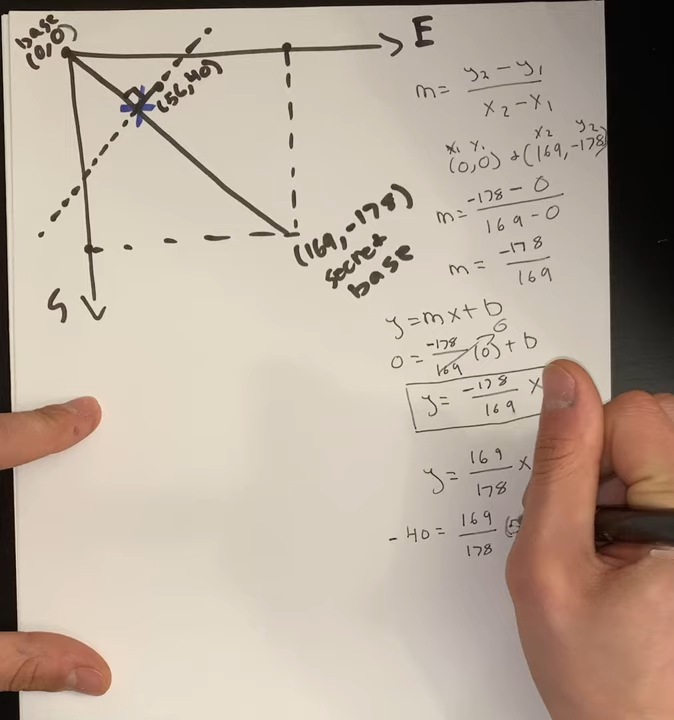 base
(0,0)
E
(56,40)
(169,-178)
secret
base
S
m = y2 - y1
x2 - x1
x1 y1 x2 y2
(0,0) & (169,-178)
m = -178 - 0
169 - 0
m = -178
169
y = mx + b
0
0 = -178 (0) + b
169
y = -178 x
169
y = 169 x
178
-40 = 169 (
178